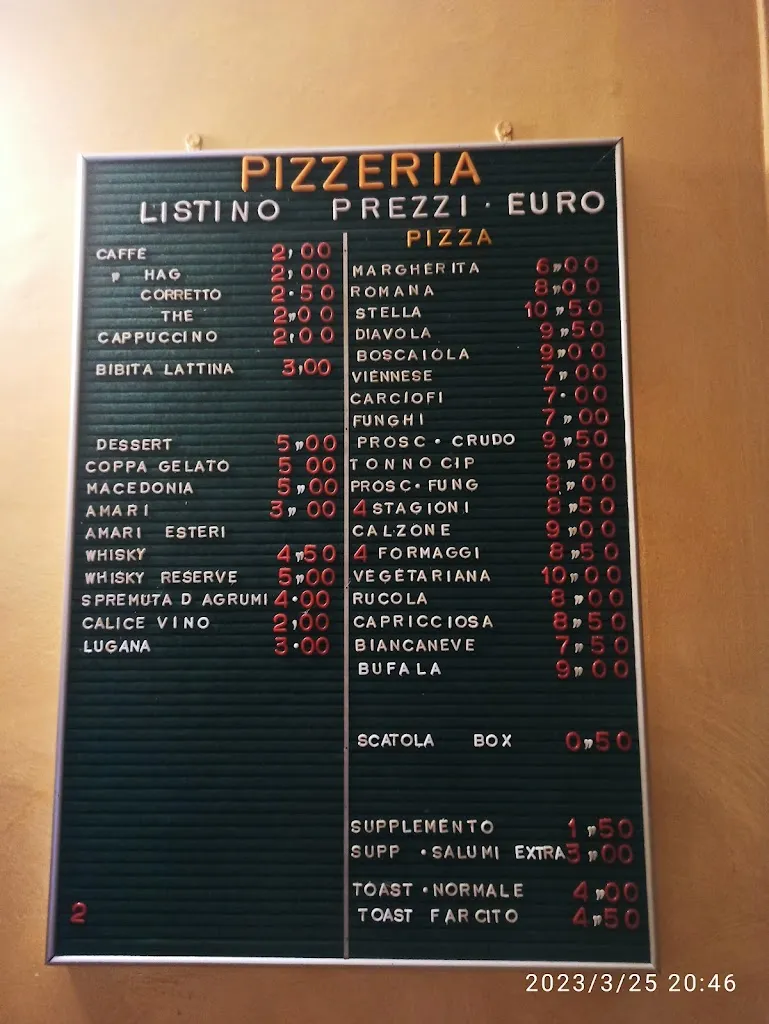 PIZZERIA
LISTINO PREZZI · EURO
CAFFÈ 2,00
" HAG 2,00
CORRETTO 2·50
THE 2"00
CAPPUCCINO 2,00
BIBITA LATTINA 3,00
DESSERT 5"00
COPPA GELATO 5 00
MACEDONIA 5"00
AMARI 3"00
AMARI ESTERI
WHISKY 4"50
WHISKY RESERVE 5"00
SPREMUTA D AGRUMI 4·00
CALICE VINO 2,00
LUGANA 3·00
2
PIZZA
MARGHERITA 6"00
ROMANA 8"00
STELLA 10"50
DIAVOLA 9"50
BOSCAIOLA 9"00
VIENNESE 7"00
CARCIOFI 7·00
FUNGHI 7"00
PROSC · CRUDO 9"50
TONNO CIP 8"50
PROSC · FUNG 8"00
4 STAGIONI 8"50
CALZONE 9"00
4 FORMAGGI 8"50
VEGETARIANA 10"00
RUCOLA 8"00
CAPRICCIOSA 8"50
BIANCANEVE 7"50
BUFALA 9"00
SCATOLA BOX 0"50
SUPPLEMENTO 1"50
SUPP · SALUMI EXTRA 3"00
TOAST · NORMALE 4"00
TOAST FARCITO 4"50
2023/3/25 20:46